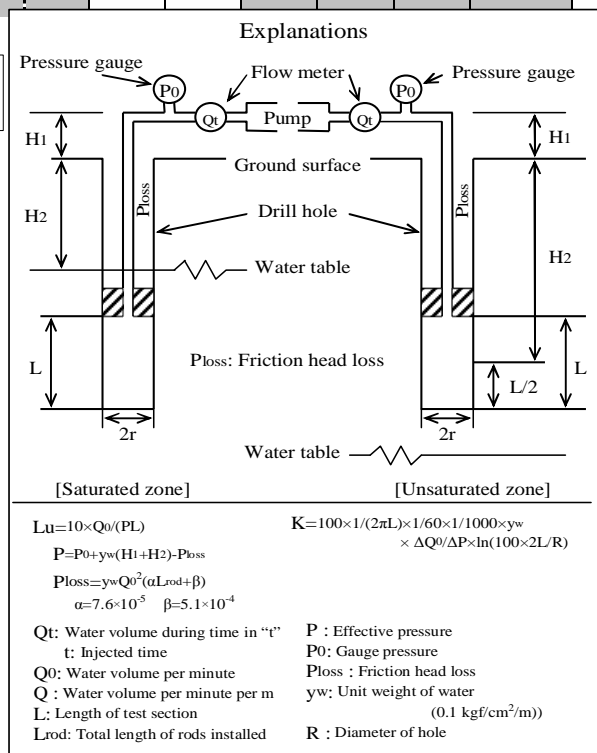 Explanations
Pressure gauge
Flow meter
Pressure gauge
P0
P0
Qt
Pump
Qt
H1
H1
Ground surface
Ploss
Ploss
H2
Drill hole
H2
Water table
L
Ploss: Friction head loss
L
L/2
2r
2r
Water table
[Saturated zone]
[Unsaturated zone]
Lu=10×Q0/(PL)
P=P0+yw(H1+H2)-Ploss
Ploss=ywQ0²(αLrod+β)
α=7.6×10⁻⁵ β=5.1×10⁻⁴
K=100×1/(2πL)×1/60×1/1000×yw
× ΔQ⁰/ΔP×ln(100×2L/R)
Qt: Water volume during time in “t”
t: Injected time
Q0: Water volume per minute
Q : Water volume per minute per m
L: Length of test section
Lrod: Total length of rods installed
P : Effective pressure
P0: Gauge pressure
Ploss : Friction head loss
yw: Unit weight of water
(0.1 kgf/cm²/m))
R : Diameter of hole